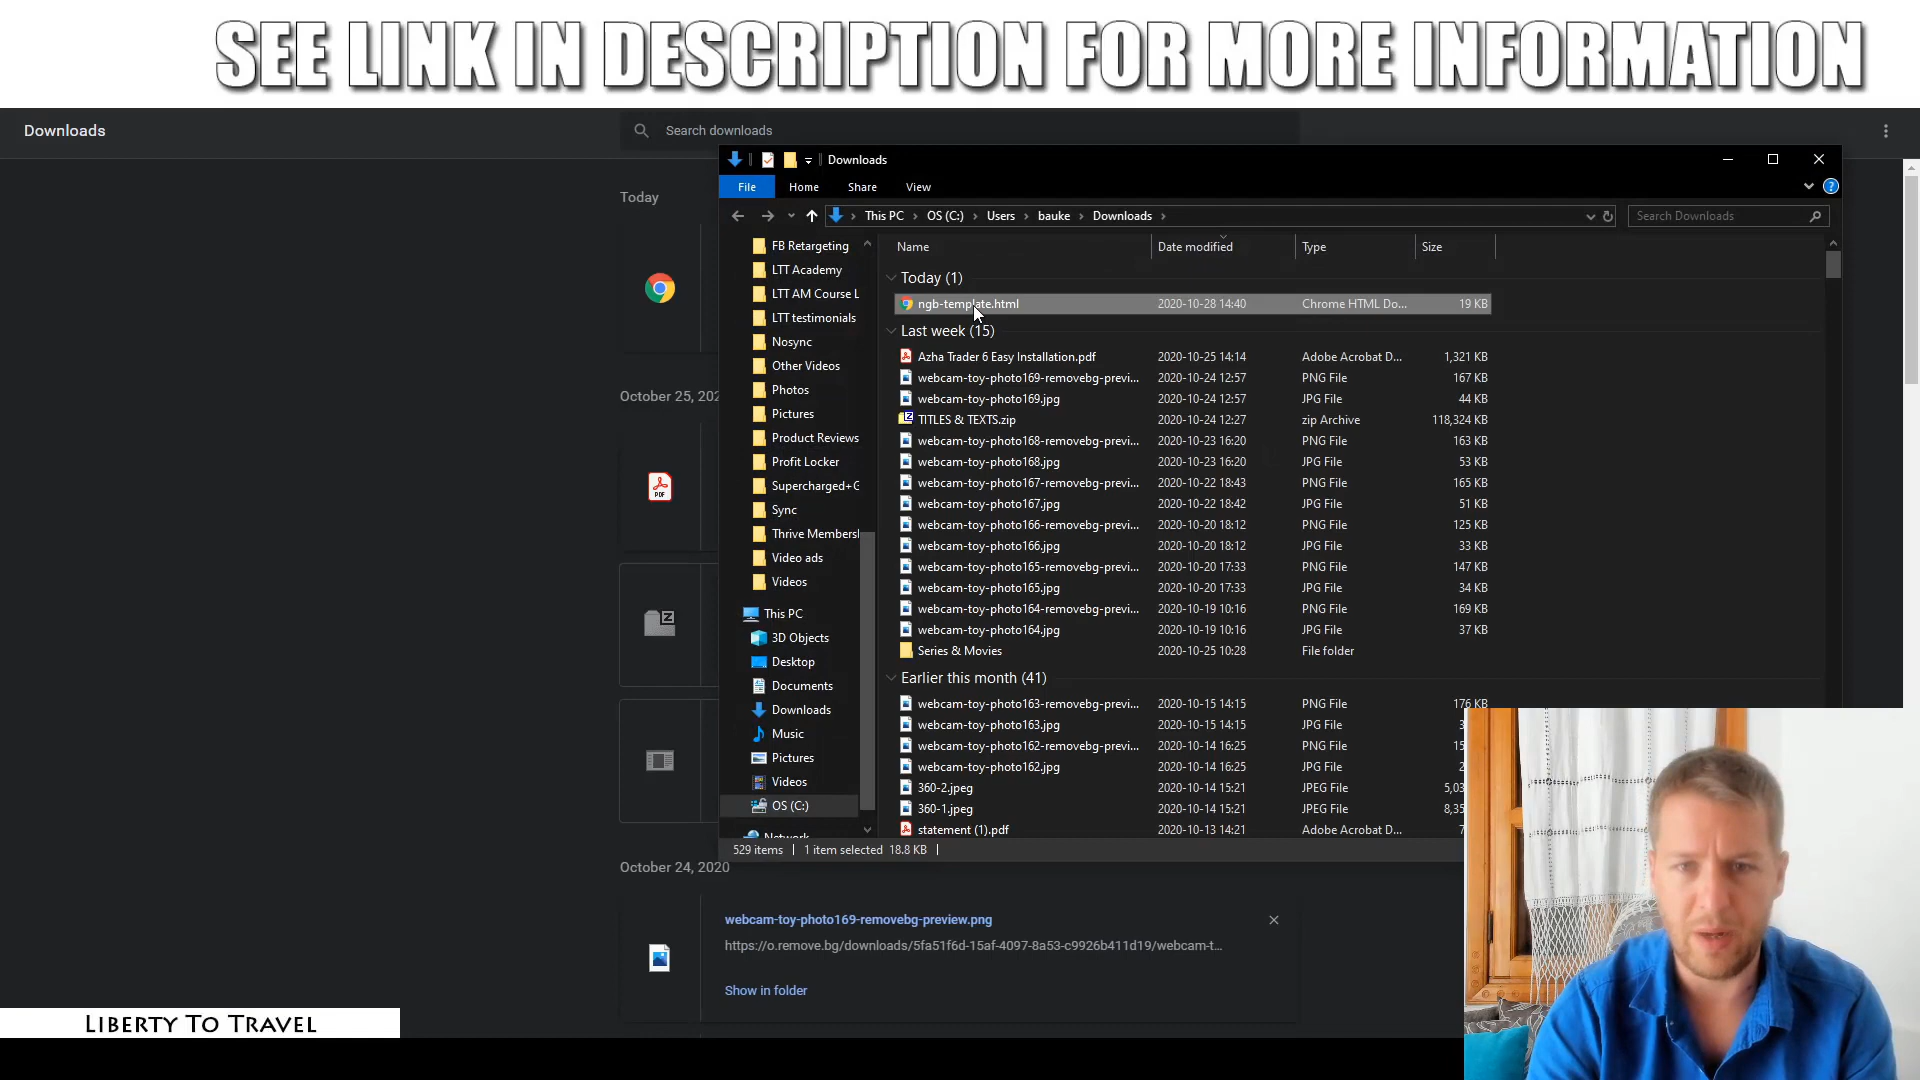 SEE LINK IN DESCRIPTION FOR MORE INFORMATION
Downloads
Search downloads
Downloads
File Home Share View
This PC OS (C:) Users bauke Downloads
Search Downloads
Name Date modified Type Size
Today
October 25, 202
FB Retargeting
LTT Academy
LTT AM Course L
LTT testimonials
Nosync
Other Videos
Photos
Pictures
Product Reviews
Profit Locker
Supercharged+G
Sync
Thrive Membersh
Video ads
Videos
This PC
3D Objects
Desktop
Documents
Downloads
Music
Pictures
Videos
OS (C:)
Network
Today (1)
ngb-template.html 2020-10-28 14:40 Chrome HTML Do... 19 KB
Last week (15)
Azha Trader 6 Easy Installation.pdf 2020-10-25 14:14 Adobe Acrobat D... 1,321 KB
webcam-toy-photo169-removebg-previ... 2020-10-24 12:57 PNG File 167 KB
webcam-toy-photo169.jpg 2020-10-24 12:57 JPG File 44 KB
TITLES & TEXTS.zip 2020-10-24 12:27 zip Archive 118,324 KB
webcam-toy-photo168-removebg-previ... 2020-10-23 16:20 PNG File 163 KB
webcam-toy-photo168.jpg 2020-10-23 16:20 JPG File 53 KB
webcam-toy-photo167-removebg-previ... 2020-10-22 18:43 PNG File 165 KB
webcam-toy-photo167.jpg 2020-10-22 18:42 JPG File 51 KB
webcam-toy-photo166-removebg-previ... 2020-10-20 18:12 PNG File 125 KB
webcam-toy-photo166.jpg 2020-10-20 18:12 JPG File 33 KB
webcam-toy-photo165-removebg-previ... 2020-10-20 17:33 PNG File 147 KB
webcam-toy-photo165.jpg 2020-10-20 17:33 JPG File 34 KB
webcam-toy-photo164-removebg-previ... 2020-10-19 10:16 PNG File 169 KB
webcam-toy-photo164.jpg 2020-10-19 10:16 JPG File 37 KB
Series & Movies 2020-10-25 10:28 File folder
Earlier this month (41)
webcam-toy-photo163-removebg-previ... 2020-10-15 14:15 PNG File 176 KB
webcam-toy-photo163.jpg 2020-10-15 14:15 JPG File 3
webcam-toy-photo162-removebg-previ... 2020-10-14 16:25 PNG File 15
webcam-toy-photo162.jpg 2020-10-14 16:25 JPG File 2
360-2.jpeg 2020-10-14 15:21 JPEG File 5,03
360-1.jpeg 2020-10-14 15:21 JPEG File 8,35
statement (1).pdf 2020-10-13 14:21 Adobe Acrobat D... 7
529 items 1 item selected 18.8 KB
October 24, 2020
webcam-toy-photo169-removebg-preview.png
https://o.remove.bg/downloads/5fa51f6d-15af-4097-8a53-c9926b411d19/webcam-t...
Show in folder
LIBERTY TO TRAVEL